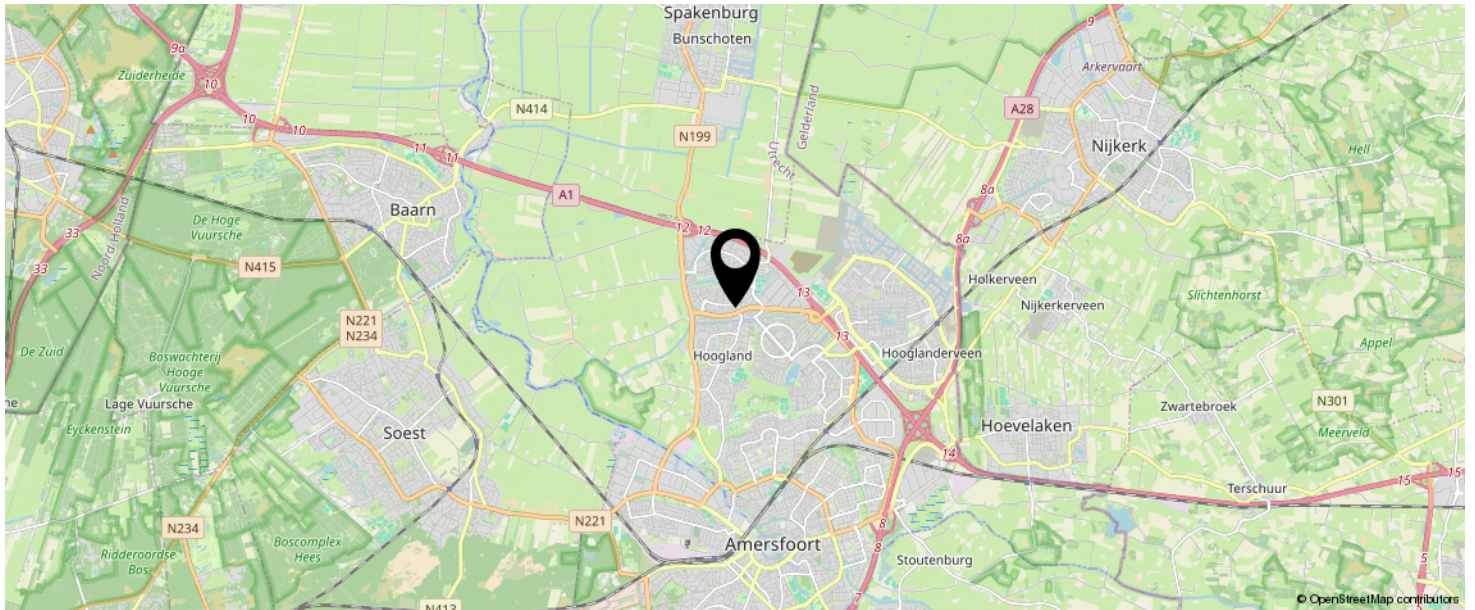 Spakenburg
9
9a
Bunschoten
Arkervaart
Zuiderheide
10
N414
A28
Gelderland
10
10
N199
Utrecht
Nijkerk
Hell
11
11
8a
A1
De Hoge
Vuursche
Baarn
12
12
8a
33
33
Noord-Holland
N415
Holkerveen
13
Nijkerkerveen
Slichtenhorst
N221
N234
13
De Zuid
Boswachterij
Hooge
Vuursche
Hoogland
Hooglanderveen
Appel
he
Lage Vuursche
Zwartebroek
N301
Eyckenstein
Soest
Hoevelaken
Meerveld
14
15
15
Terschuur
N234
N221
8
Ridderoordse
Bos
Boscomplex
Hees
Amersfoort
8
Stoutenburg
5
7
N413
© OpenStreetMap contributors